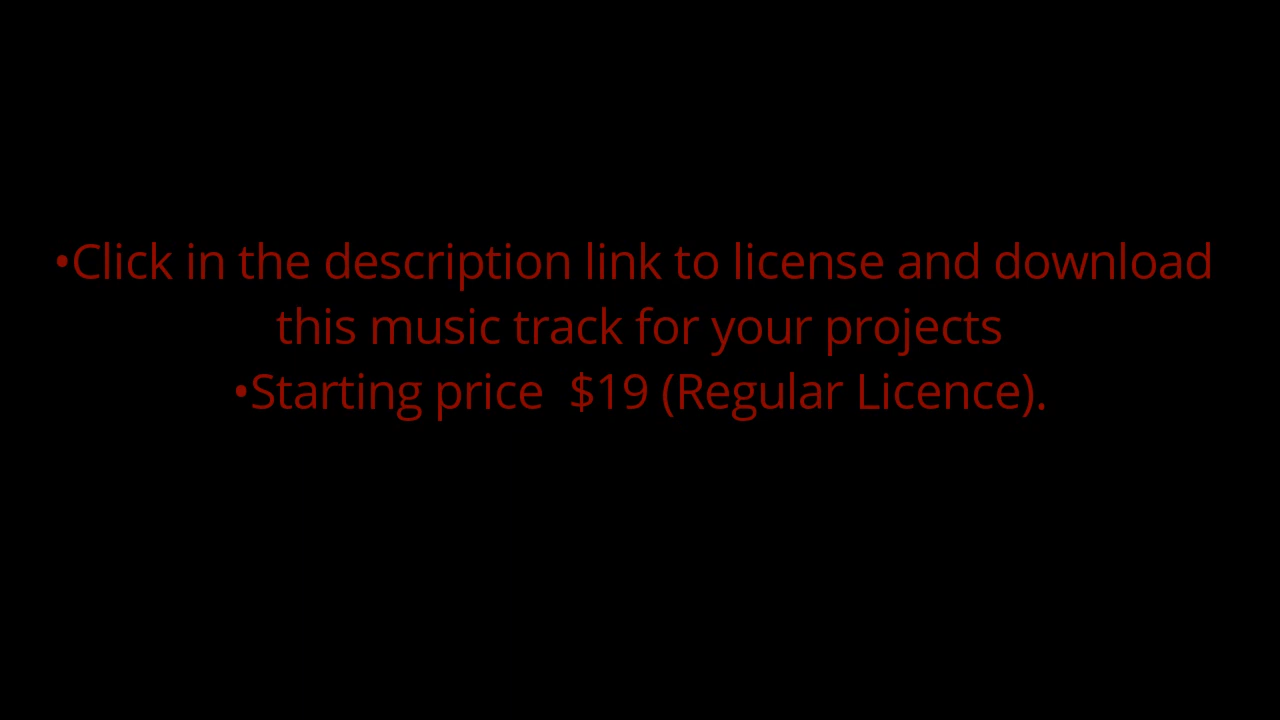 •Click in the description link to license and download
this music track for your projects
•Starting price  $19 (Regular Licence).